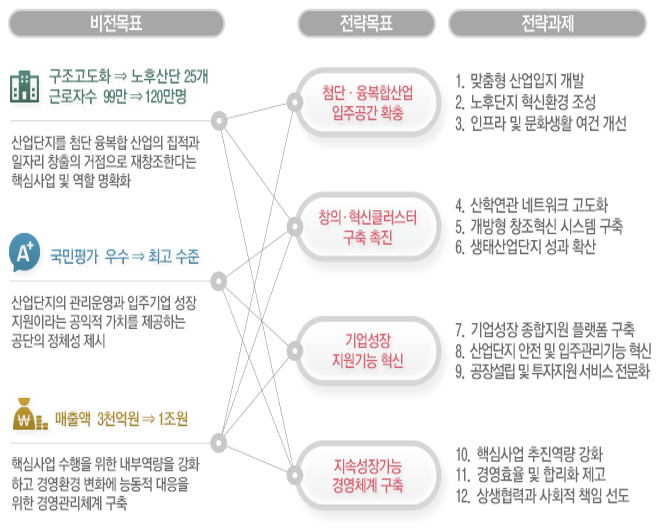 비전목표
구조고도화 ⇒ 노후산단 25개
근로자수 99만 ⇒ 120만명
산업단지를 첨단 융복합 산업의 집적과
일자리 창출의 거점으로 재창조한다는
핵심사업 및 역할 명확화
A+
국민평가 우수 ⇒ 최고 수준
산업단지의 관리운영과 입주기업 성장
지원이라는 공익적 가치를 제공하는
공단의 정체성 제시
₩
매출액 3천억원 ⇒ 1조원
핵심사업 수행을 위한 내부역량을 강화
하고 경영환경 변화에 능동적 대응을
위한 경영관리체계 구축
전략목표
첨단 · 융복합산업
입주공간 확충
창의 · 혁신클러스터
구축 촉진
기업성장
지원기능 혁신
지속성장가능
경영체계 구축
전략과제
1. 맞춤형 산업입지 개발
2. 노후단지 혁신환경 조성
3. 인프라 및 문화생활 여건 개선
4. 산학연관 네트워크 고도화
5. 개방형 창조혁신 시스템 구축
6. 생태산업단지 성과 확산
7. 기업성장 종합지원 플랫폼 구축
8. 산업단지 안전 및 입주관리기능 혁신
9. 공장설립 및 투자지원 서비스 전문화
10. 핵심사업 추진역량 강화
11. 경영효율 및 합리화 제고
12. 상생협력과 사회적 책임 선도